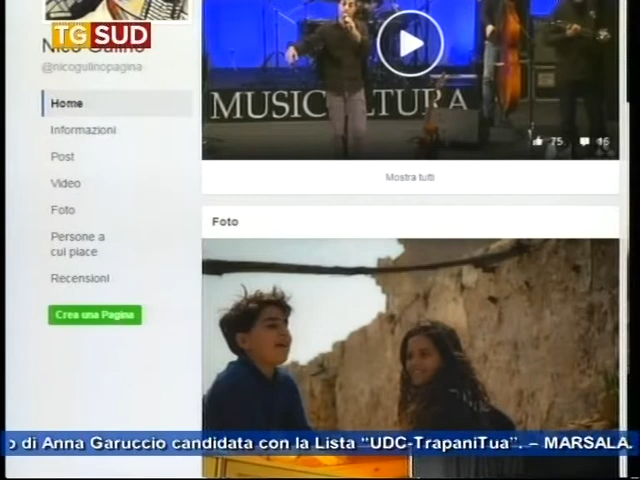 TG SUD
Nico Gulino
@nicogulinopagina
Home
Informazioni
Post
Video
Foto
Persone a
cui piace
Recensioni
Crea una Pagina
MUSICULTURA
75 16
Mostra tutti
Foto
o di Anna Garuccio candidata con la Lista "UDC-TrapaniTua". – MARSALA.